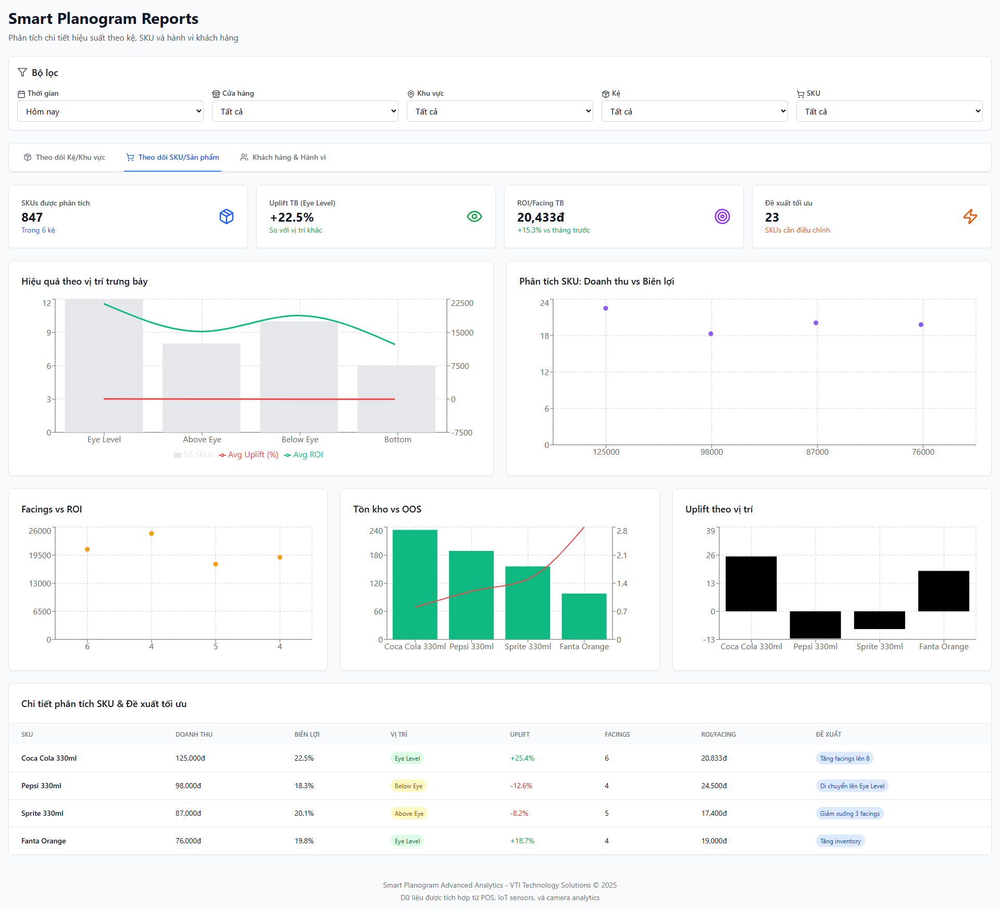 Smart Planogram Reports
Phân tích chi tiết hiệu suất theo kệ, SKU và hành vi khách hàng
Bộ lọc
Thời gian
Cửa hàng
Khu vực
Kệ
SKU
Hôm nay
Tất cả
Tất cả
Tất cả
Tất cả
Theo dõi Kệ/Khu vực
Theo dõi SKU/Sản phẩm
Khách hàng & Hành vi
SKUs được phân tích
847
Trong 6 kệ
Uplift TB (Eye Level)
+22.5%
So với vị trí khác
ROI/Facing TB
20,433đ
+15.3% vs tháng trước
Đề xuất tối ưu
23
SKUs cần điều chỉnh
Hiệu quả theo vị trí trưng bày
12
9
6
3
0
22500
15000
7500
0
-7500
Eye Level
Above Eye
Below Eye
Bottom
Số SKUs
Avg Uplift (%)
Avg ROI
Phân tích SKU: Doanh thu vs Biên lợi
24
18
12
6
0
125000
98000
87000
76000
Facings vs ROI
26000
19500
13000
6500
0
6
4
5
4
Tồn kho vs OOS
240
180
120
60
0
2.8
2.1
1.4
0.7
0
Coca Cola 330ml
Pepsi 330ml
Sprite 330ml
Fanta Orange
Uplift theo vị trí
39
26
13
0
-13
Coca Cola 330ml
Pepsi 330ml
Sprite 330ml
Fanta Orange
Chi tiết phân tích SKU & Đề xuất tối ưu
SKU DOANH THU BIÊN LỢI VỊ TRÍ UPLIFT FACINGS ROI/FACING ĐỀ XUẤT
Coca Cola 330ml 125,000đ 22.5% Eye Level +25.4% 6 20,833đ Tăng facings lên 8
Pepsi 330ml 98,000đ 18.3% Below Eye -12.6% 4 24,500đ Di chuyển lên Eye Level
Sprite 330ml 87,000đ 20.1% Above Eye -8.2% 5 17,400đ Giảm xuống 3 facings
Fanta Orange 76,000đ 19.8% Eye Level +18.7% 4 19,000đ Tăng inventory
Smart Planogram Advanced Analytics - VTI Technology Solutions © 2025
Dữ liệu được tích hợp từ POS, IoT sensors, và camera analytics